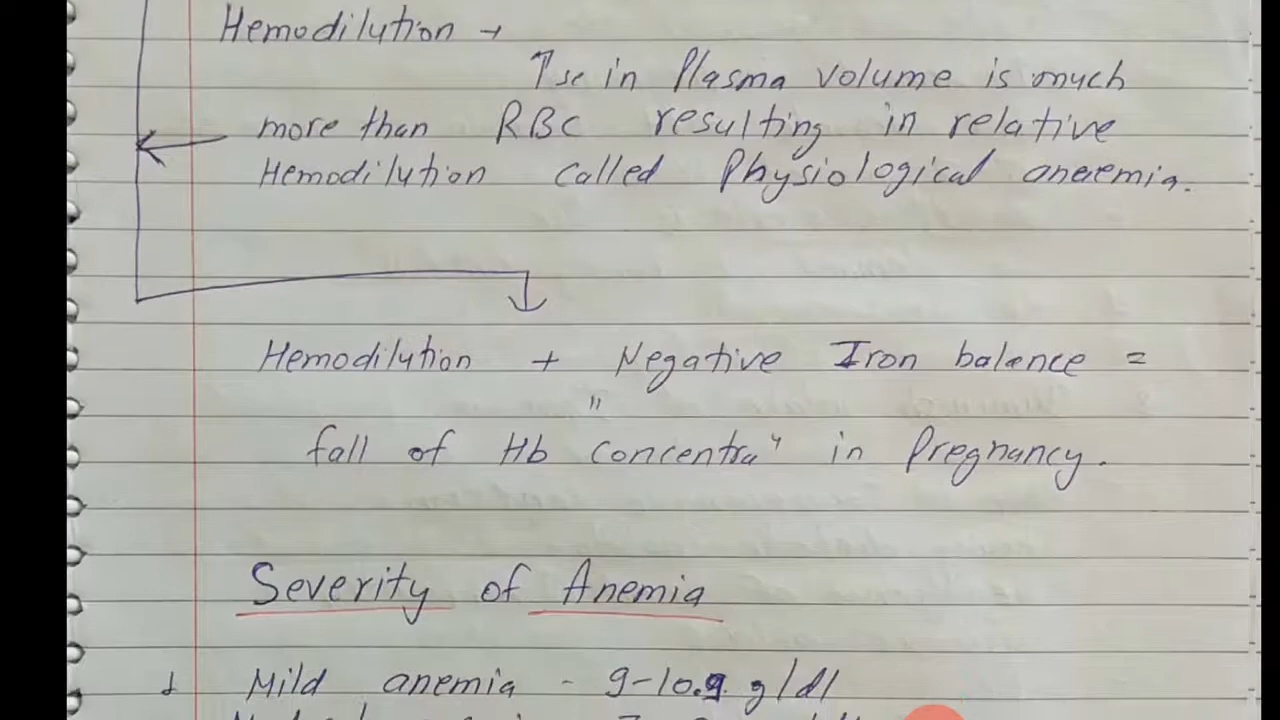 Hemodilution →
↑se in Plasma volume is much
more than RBC resulting in relative
Hemodilution called Physiological anaemia.
Hemodilution + Negative Iron balance =
"
fall of Hb Concentraⁿ in Pregnancy.
Severity of Anemia
Mild anemia - 9-10.9 g/dl